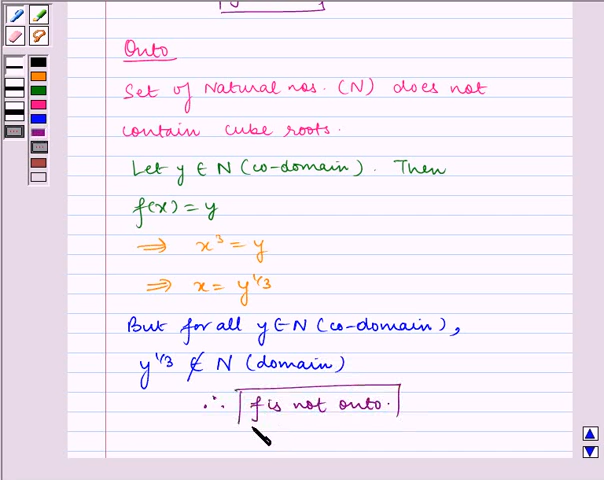 Onto
Set of Natural nos. (N) does not
contain cube roots.
Let y ∈ N (co-domain). Then
f(x) = y
⇒ x³ = y
⇒ x = y^1/3
But for all y ∈ N (co-domain),
y^1/3 ∉ N (domain)
∴ f is not onto.